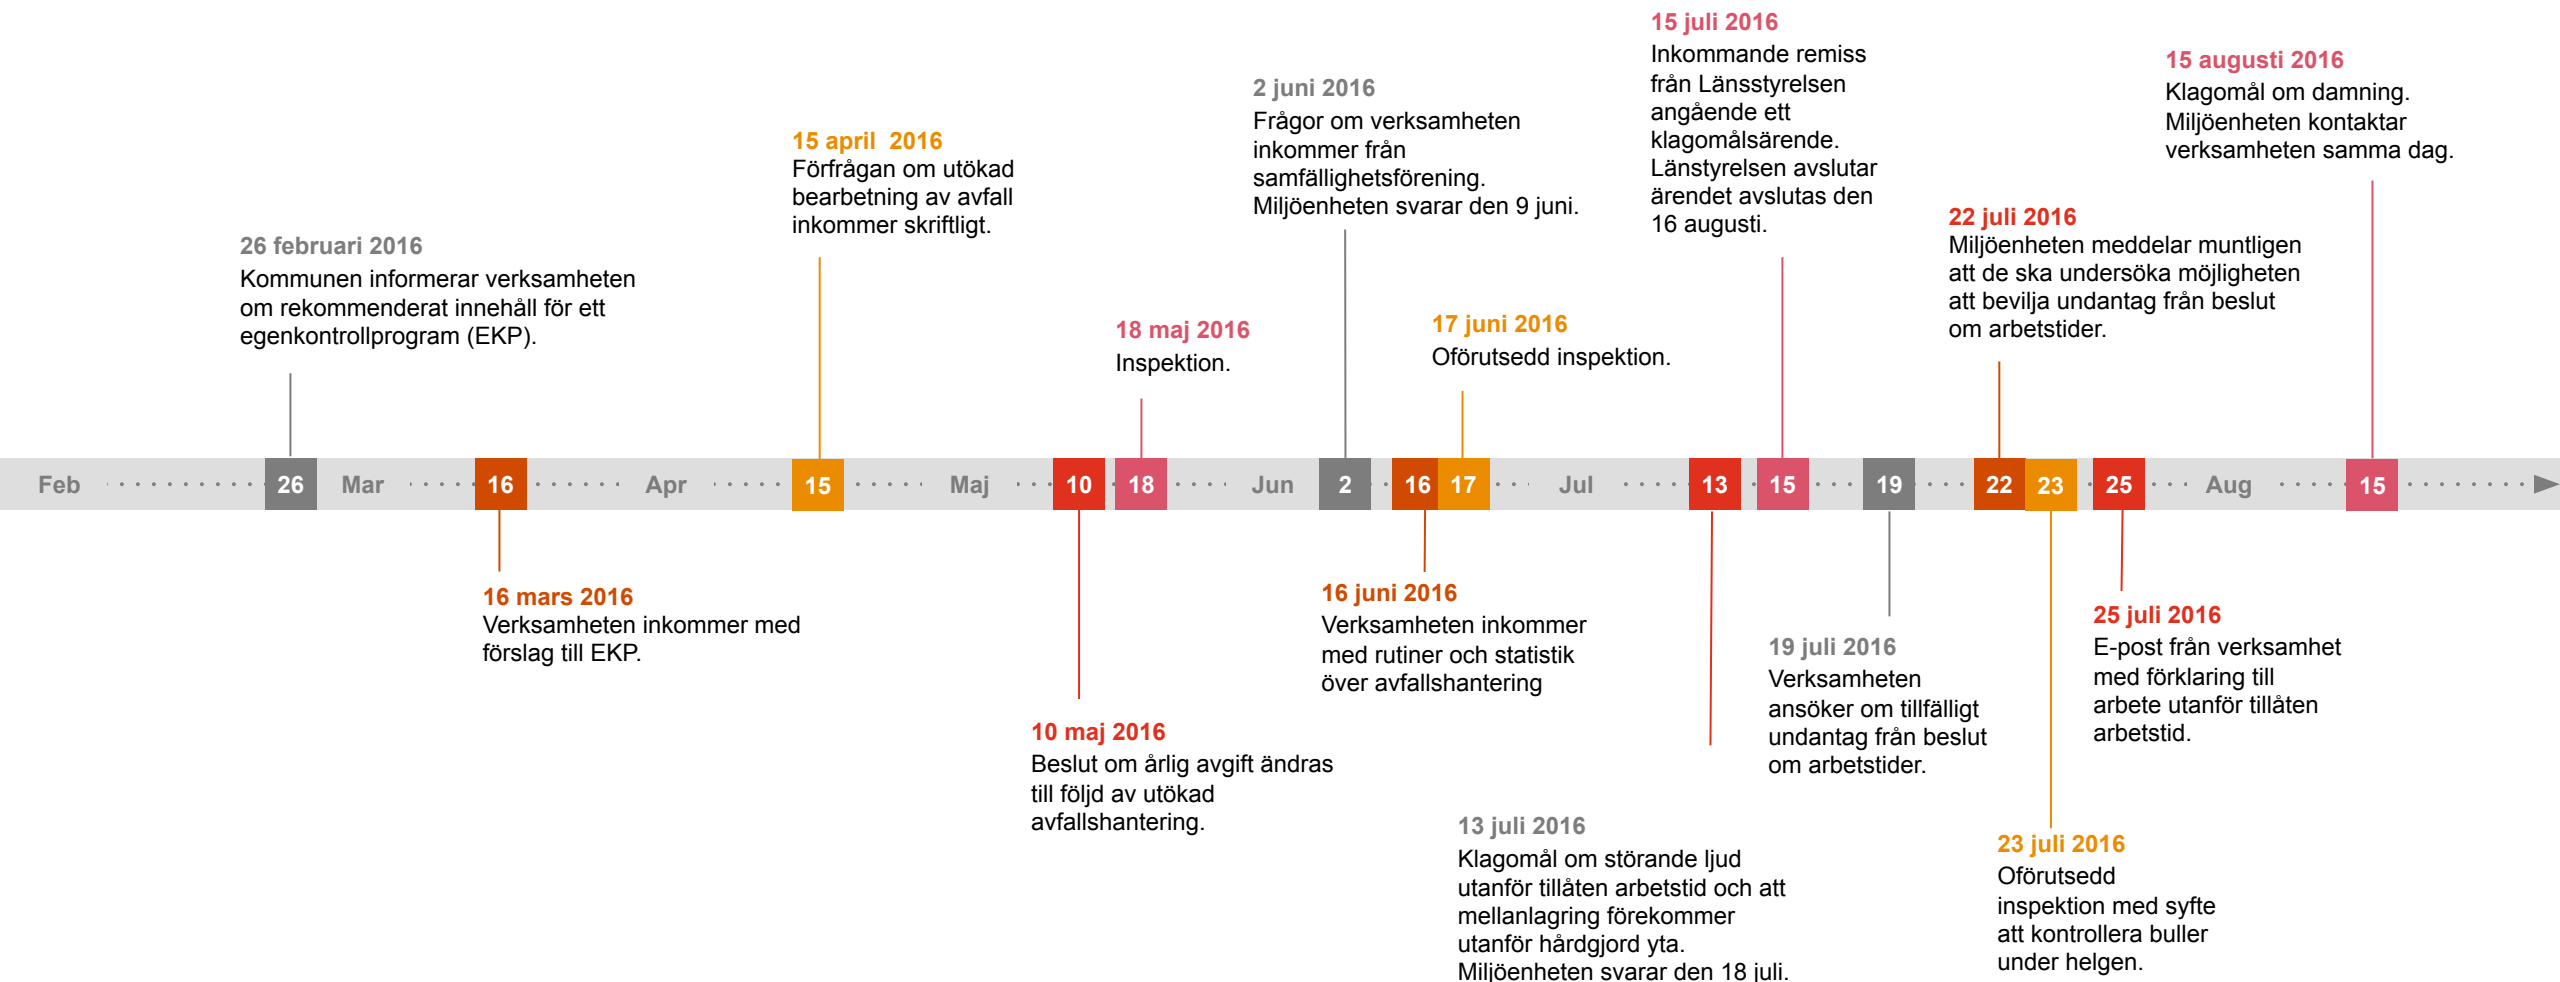 15 juli 2016
Inkommande remiss
från Länsstyrelsen
angående ett
klagomålsärende.
Länstyrelsen avslutar
ärendet avslutas den
16 augusti.
15 augusti 2016
Klagomål om damning.
Miljöenheten kontaktar
verksamheten samma dag.
2 juni 2016
Frågor om verksamheten
inkommer från
samfällighetsförening.
Miljöenheten svarar den 9 juni.
15 april  2016
Förfrågan om utökad
bearbetning av avfall
inkommer skriftligt.
22 juli 2016
Miljöenheten meddelar muntligen
att de ska undersöka möjligheten
att bevilja undantag från beslut
om arbetstider.
26 februari 2016
Kommunen informerar verksamheten
om rekommenderat innehåll för ett
egenkontrollprogram (EKP).
18 maj 2016
Inspektion.
17 juni 2016
Oförutsedd inspektion.
Feb 26 Mar 16 Apr 15 Maj 10 18 Jun 2 16 17 Jul 13 15 19 22 23 25 Aug 15
16 mars 2016
Verksamheten inkommer med
förslag till EKP.
16 juni 2016
Verksamheten inkommer
med rutiner och statistik
över avfallshantering
25 juli 2016
E-post från verksamhet
med förklaring till
arbete utanför tillåten
arbetstid.
19 juli 2016
Verksamheten
ansöker om tillfälligt
undantag från beslut
om arbetstider.
10 maj 2016
Beslut om årlig avgift ändras
till följd av utökad
avfallshantering.
13 juli 2016
Klagomål om störande ljud
utanför tillåten arbetstid och att
mellanlagring förekommer
utanför hårdgjord yta.
Miljöenheten svarar den 18 juli.
23 juli 2016
Oförutsedd
inspektion med syfte
att kontrollera buller
under helgen.